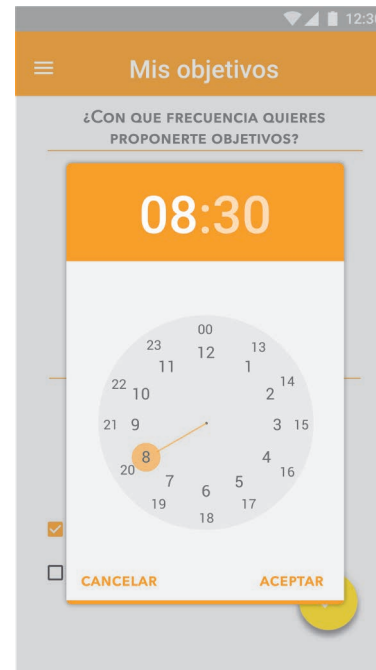 12:30
Mis objetivos
¿CON QUE FRECUENCIA QUIERES
PROPONERTE OBJETIVOS?
08:30
00
23 12 13
11 1
22 14
10 2
21 9 3 15
8 4
20 16
7 5
19 6 17
18
CANCELAR ACEPTAR